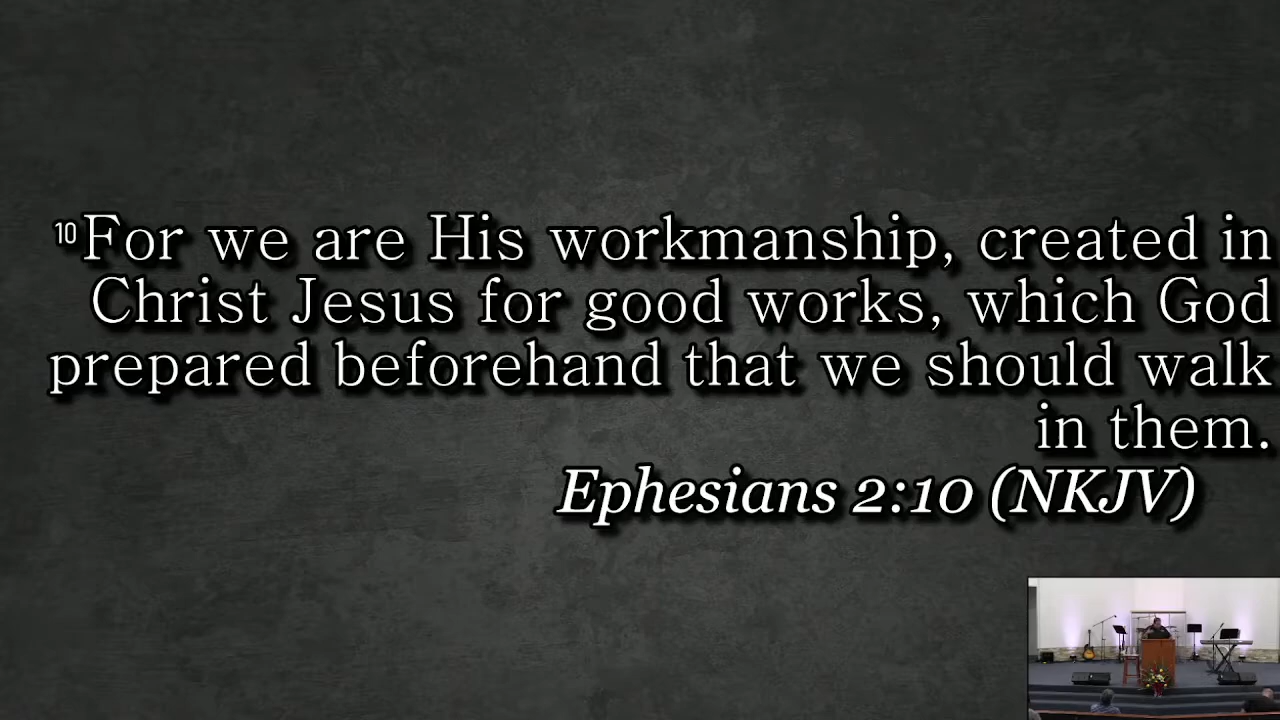 10For we are His workmanship, created in
Christ Jesus for good works, which God
prepared beforehand that we should walk
in them.
Ephesians 2:10 (NKJV)